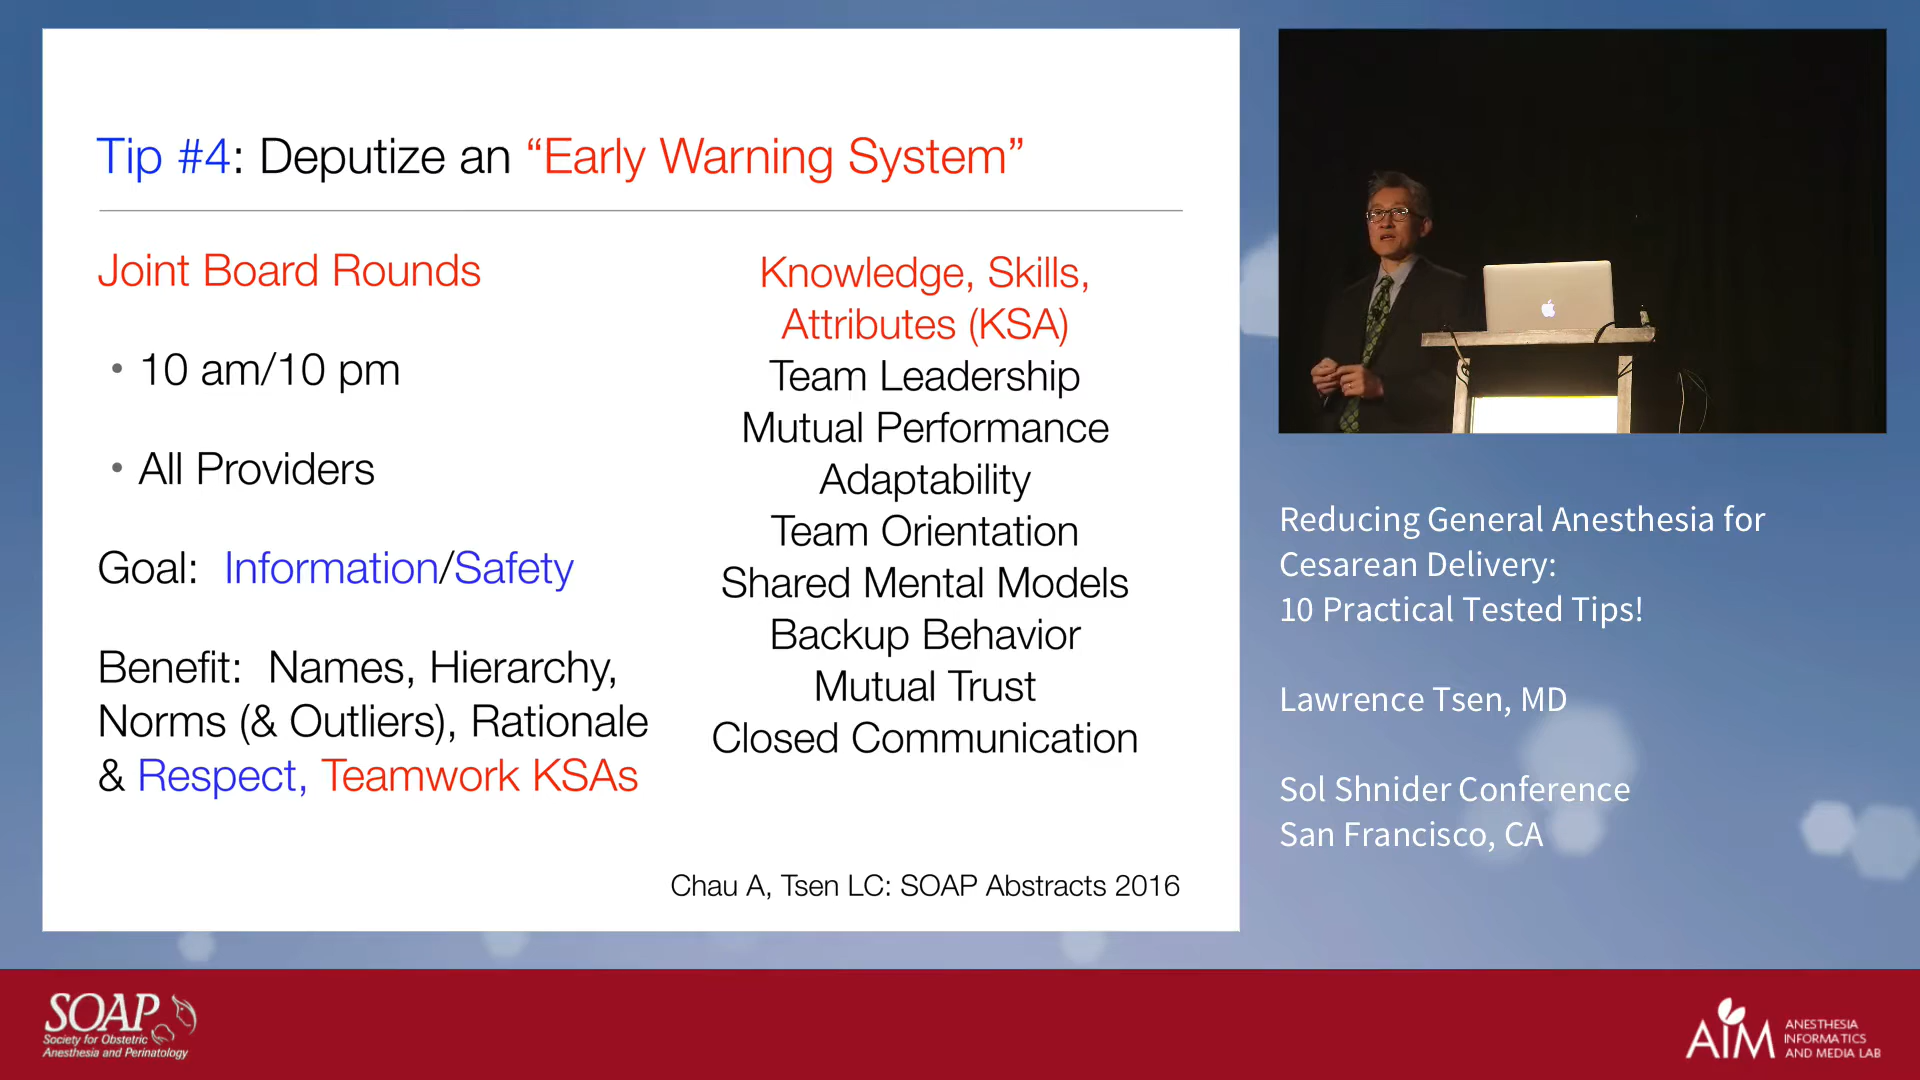 Tip #4: Deputize an “Early Warning System”
Joint Board Rounds
• 10 am/10 pm
• All Providers
Goal: Information/Safety
Benefit: Names, Hierarchy,
Norms (& Outliers), Rationale
& Respect, Teamwork KSAs
Knowledge, Skills,
Attributes (KSA)
Team Leadership
Mutual Performance
Adaptability
Team Orientation
Shared Mental Models
Backup Behavior
Mutual Trust
Closed Communication
Chau A, Tsen LC: SOAP Abstracts 2016
Reducing General Anesthesia for
Cesarean Delivery:
10 Practical Tested Tips!
Lawrence Tsen, MD
Sol Shnider Conference
San Francisco, CA
SOAP
Society for Obstetric
Anesthesia and Perinatology
AIM
ANESTHESIA
INFORMATICS
AND MEDIA LAB